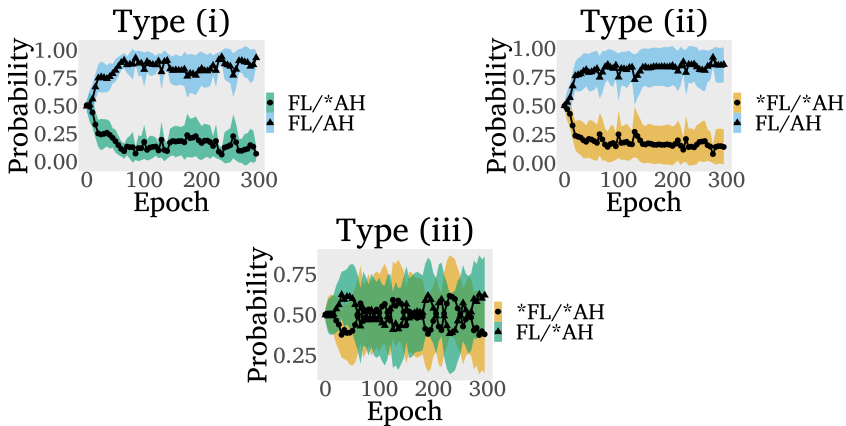 Type (i)
Probability
1.00
0.75
0.50
0.25
0.00
0 100 200 300
Epoch
FL/*AH
FL/AH
Type (ii)
Probability
1.00
0.75
0.50
0.25
0.00
0 100 200 300
Epoch
*FL/*AH
FL/AH
Type (iii)
Probability
0.75
0.50
0.25
0 100 200 300
Epoch
*FL/*AH
FL/*AH